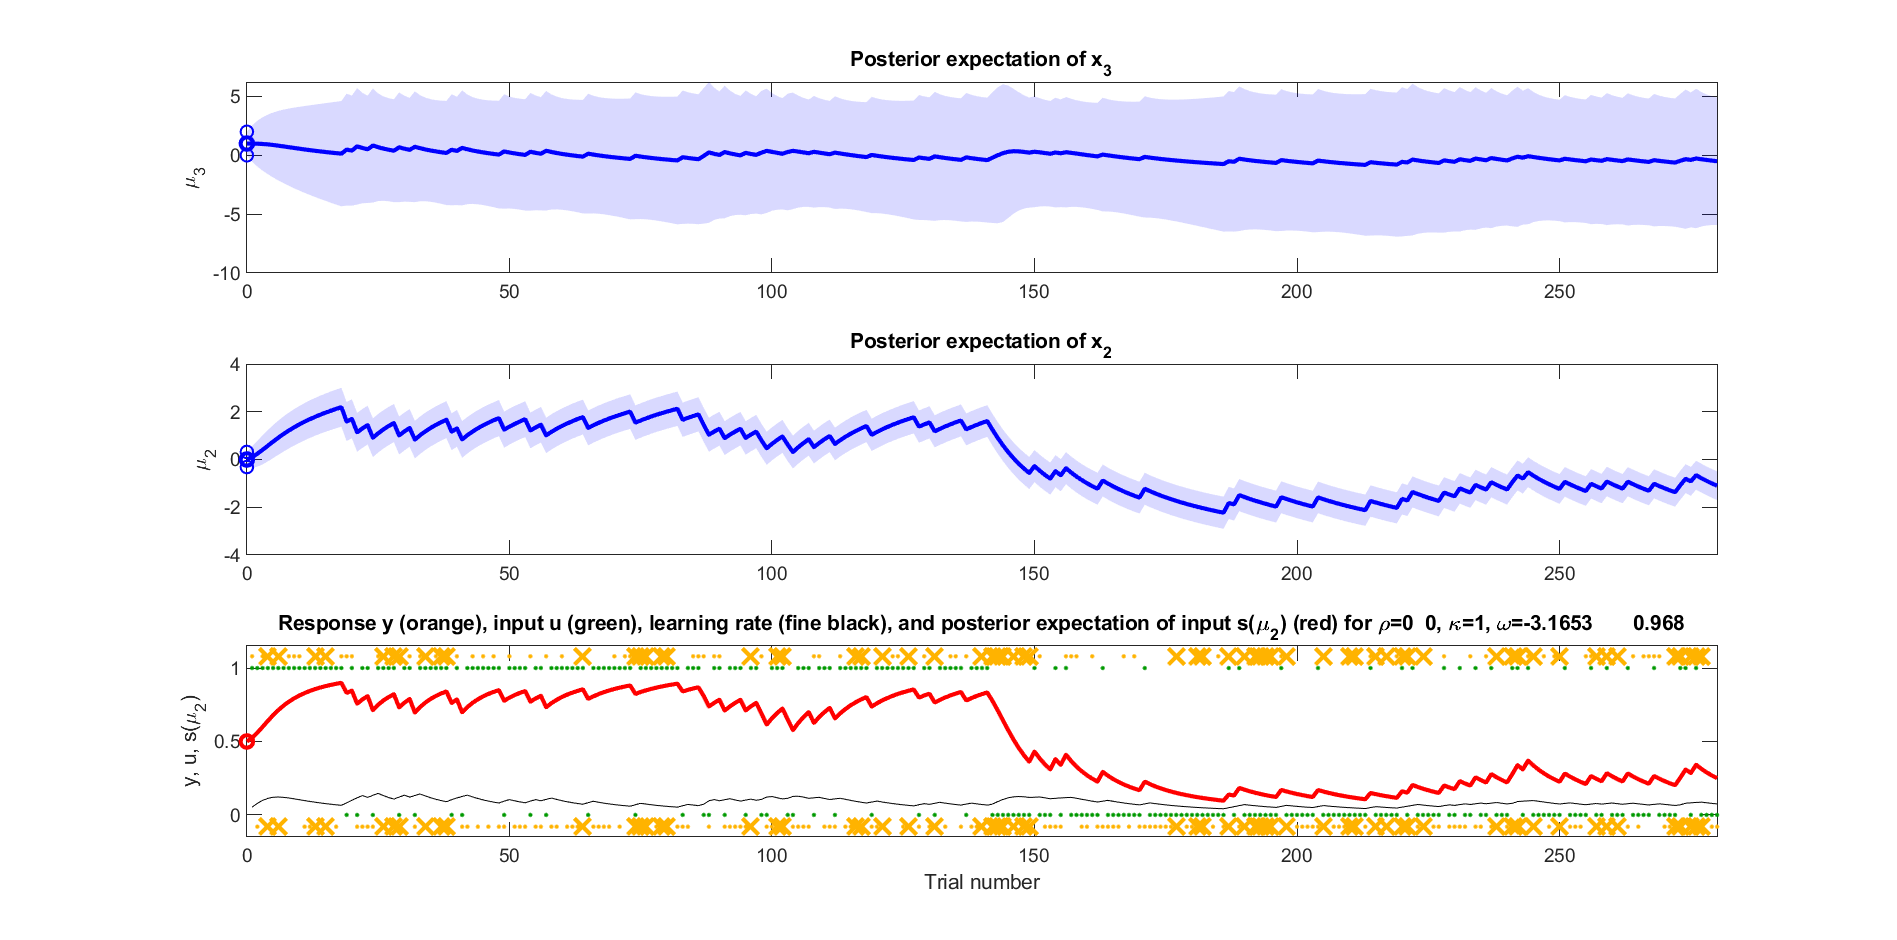 Posterior expectation of x3
5
0
-5
-10
μ3
0 50 100 150 200 250
Posterior expectation of x2
4
2
0
-2
-4
μ2
0 50 100 150 200 250
Response y (orange), input u (green), learning rate (fine black), and posterior expectation of input s(μ2) (red) for ρ=0 0, κ=1, ω=-3.1653 0.968
1
0.5
0
y, u, s(μ2)
0 50 100 150 200 250
Trial number